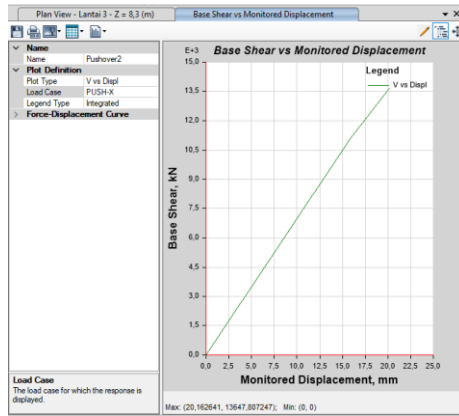 Plan View - Lantai 3 - Z = 8,3 (m)
Base Shear vs Monitored Displacement
Name
Name Pushover2
Plot Definition
Plot Type V vs Displ
Load Case PUSH-X
Legend Type Integrated
Force-Displacement Curve
Load Case
The load case for which the response is
displayed.
E+3 Base Shear vs Monitored Displacement
Legend
V vs Displ
15,0
13,5
12,0
10,5
9,0
7,5
6,0
4,5
3,0
1,5
0,0
Base Shear, kN
0,0 2,5 5,0 7,5 10,0 12,5 15,0 17,5 20,0 22,5 25,0
Monitored Displacement, mm
Max: (20,162641, 13647,807247); Min: (0, 0)